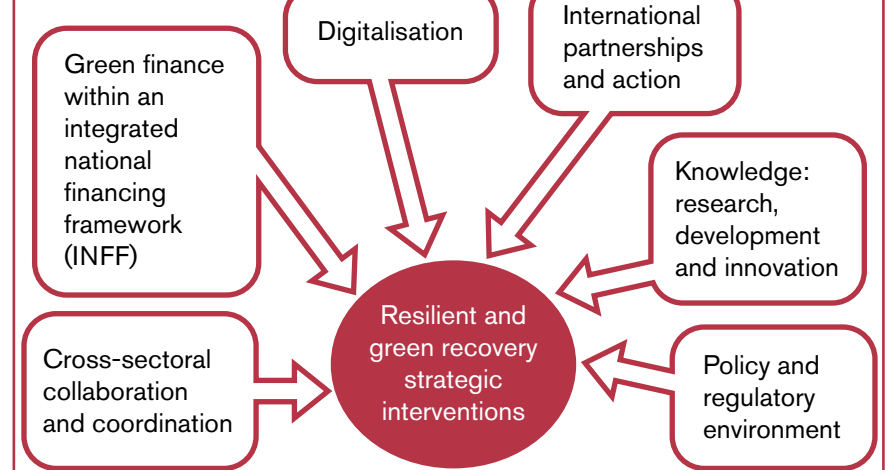 Digitalisation
International
partnerships
and action
Green finance
within an
integrated
national
financing
framework
(INFF)
Knowledge:
research,
development
and innovation
Resilient and
green recovery
strategic
interventions
Cross-sectoral
collaboration
and coordination
Policy and
regulatory
environment